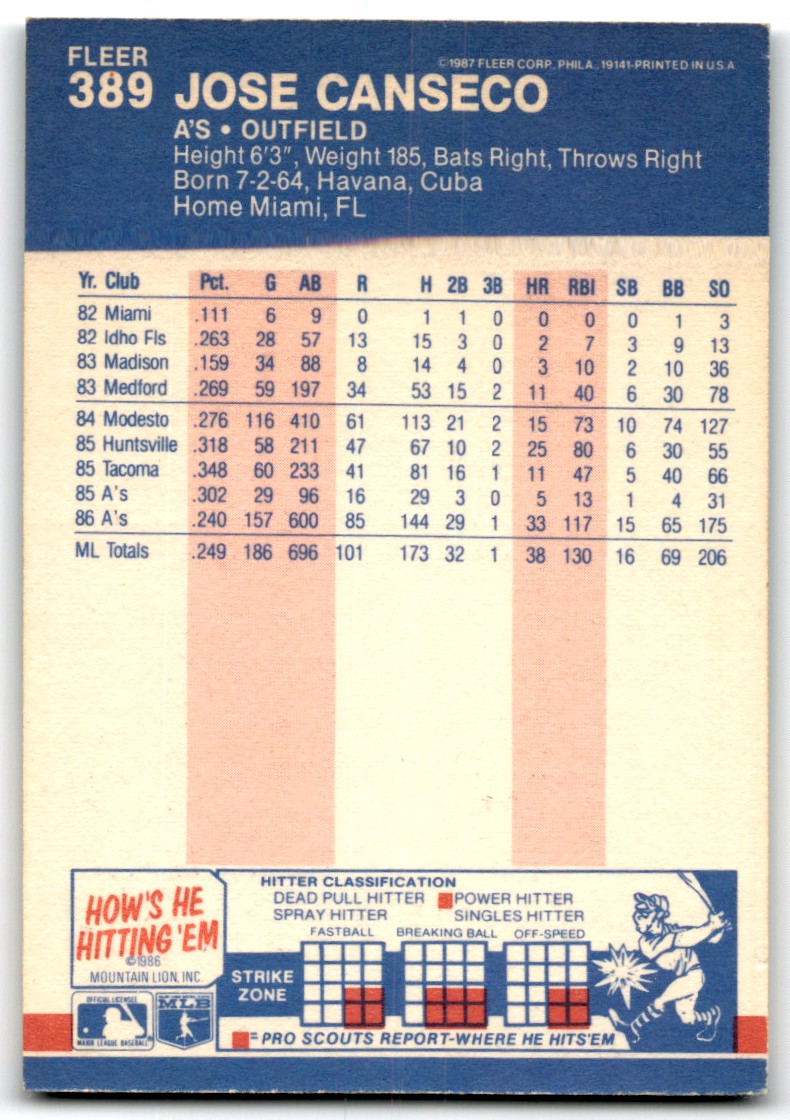 FLEER
©1987 FLEER CORP., PHILA., 19141-PRINTED IN U.S.A
389 JOSE CANSECO
A'S • OUTFIELD
Height 6'3", Weight 185, Bats Right, Throws Right
Born 7-2-64, Havana, Cuba
Home Miami, FL
Yr. Club Pct. G AB R H 2B 3B HR RBI SB BB SO
82 Miami .111 6 9 0 1 1 0 0 0 0 1 3
82 Idho Fls .263 28 57 13 15 3 0 2 7 3 9 13
83 Madison .159 34 88 8 14 4 0 3 10 2 10 36
83 Medford .269 59 197 34 53 15 2 11 40 6 30 78
84 Modesto .276 116 410 61 113 21 2 15 73 10 74 127
85 Huntsville .318 58 211 47 67 10 2 25 80 6 30 55
85 Tacoma .348 60 233 41 81 16 1 11 47 5 40 66
85 A's .302 29 96 16 29 3 0 5 13 1 4 31
86 A's .240 157 600 85 144 29 1 33 117 15 65 175
ML Totals .249 186 696 101 173 32 1 38 130 16 69 206
HOW'S HE
HITTING 'EM
©1986
MOUNTAIN LION, INC.
OFFICIAL LICENSEE
MAJOR LEAGUE BASEBALL
MLB
HITTER CLASSIFICATION
DEAD PULL HITTER POWER HITTER
SPRAY HITTER SINGLES HITTER
FASTBALL BREAKING BALL OFF-SPEED
STRIKE
ZONE
=PRO SCOUTS REPORT-WHERE HE HITS'EM